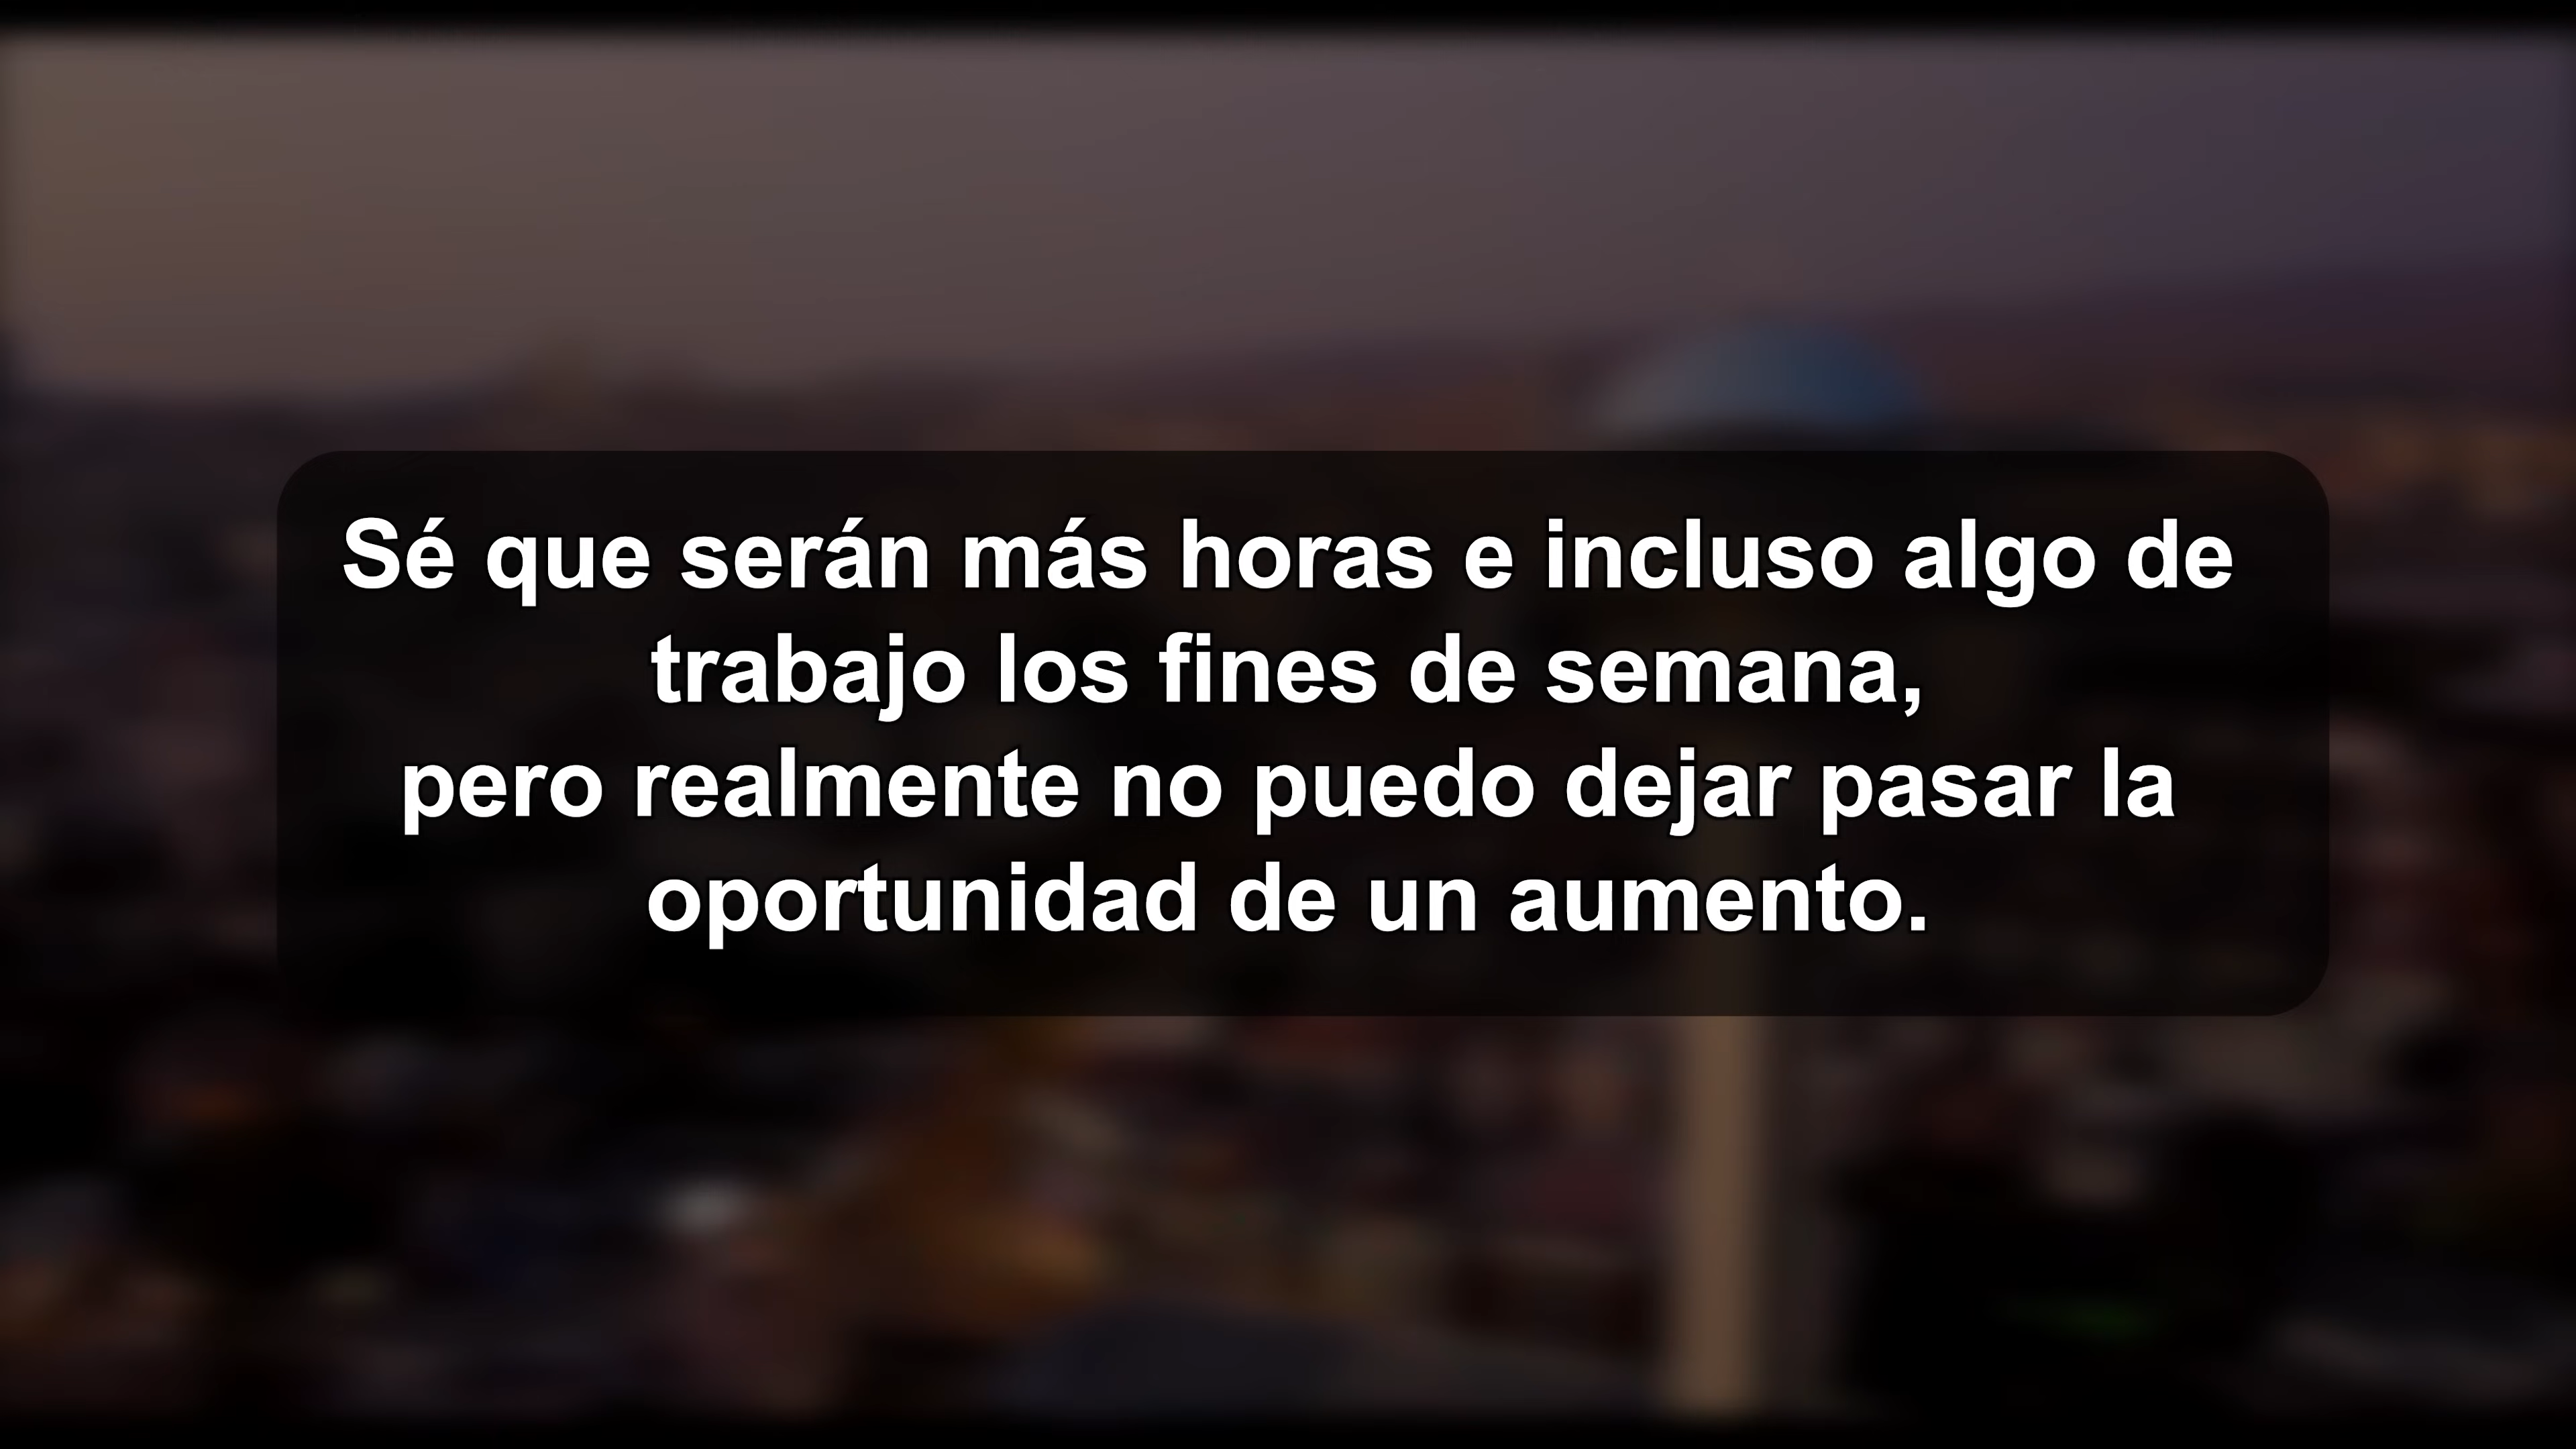 Sé que serán más horas e incluso algo de
trabajo los fines de semana,
pero realmente no puedo dejar pasar la
oportunidad de un aumento.